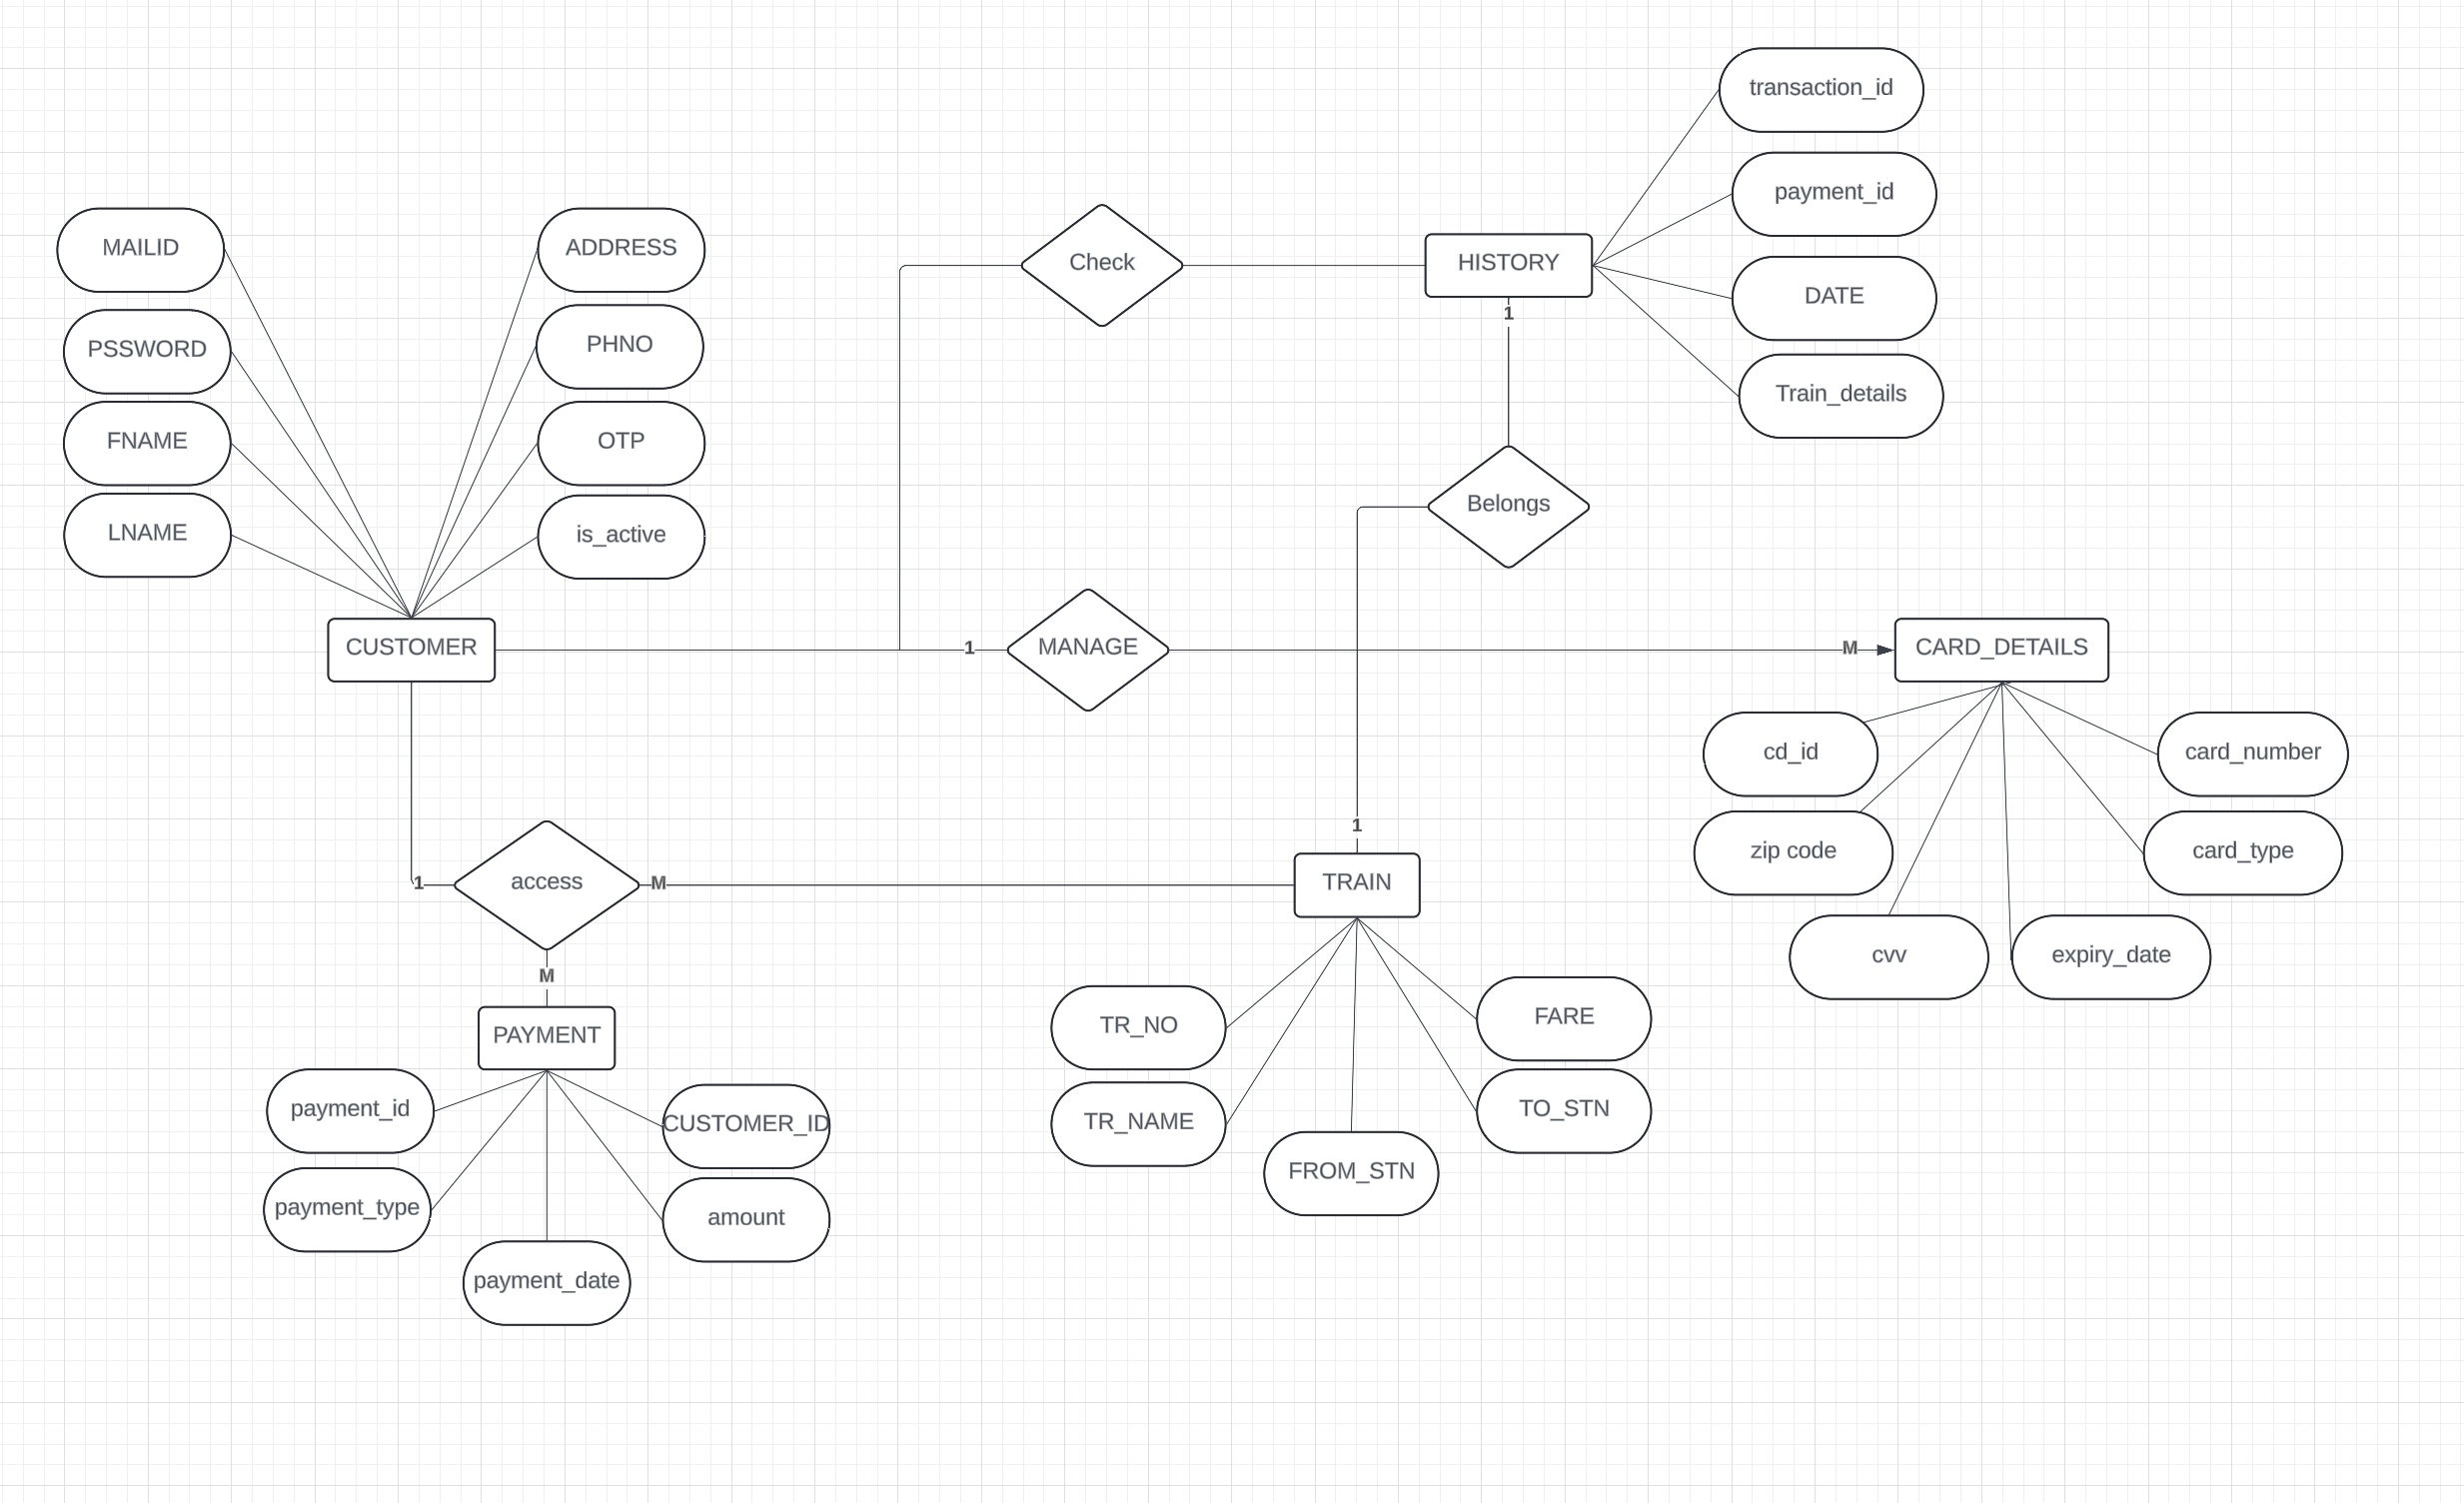 transaction_id
payment_id
DATE
Train_details
HISTORY
1
Check
Belongs
MAILID
PSSWORD
FNAME
LNAME
ADDRESS
PHNO
OTP
is_active
CUSTOMER
1
MANAGE
M
CARD_DETAILS
cd_id
zip code
cvv
expiry_date
card_type
card_number
1
access
M
M
1
TRAIN
TR_NO
TR_NAME
FROM_STN
TO_STN
FARE
PAYMENT
payment_id
payment_type
payment_date
amount
CUSTOMER_ID